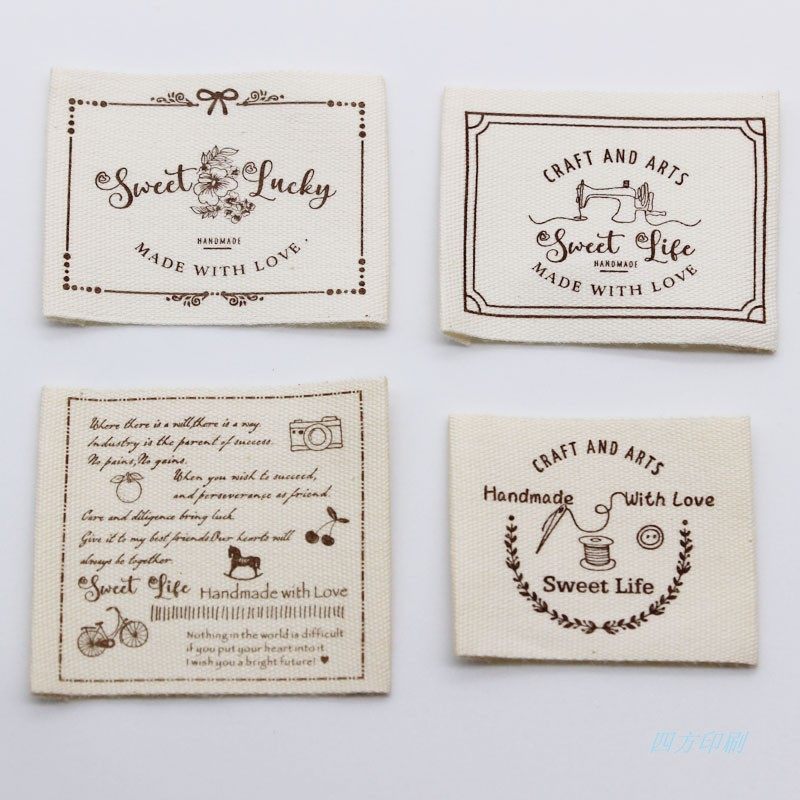 Sweet Lucky
HANDMADE
MADE WITH LOVE.
CRAFT AND ARTS
Sweet Life
HANDMADE
MADE WITH LOVE
Where there is a will,there is a way.
Industry is the parent of success.
No pains,No gains.
When you wish to succeed,
and perseverance as friend.
Care and diligence bring luck
Give it to my best friends.Our hearts will
always be together.
Sweet Life Handmade with Love
Nothing in the world is difficult
if you put your heart into it
I wish you a bright future! ♥
CRAFT AND ARTS
Handmade With Love
Sweet Life
四方印刷